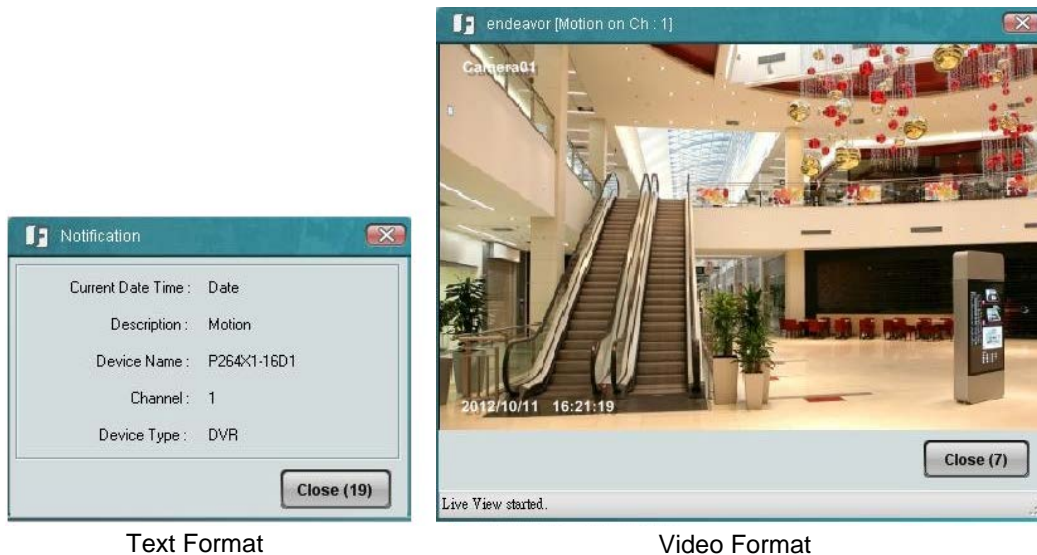 endeavor [Motion on Ch : 1]
Camera01
2012/10/11 16:21:19
Close (7)
Live View started.
Notification
Current Date Time : Date
Description : Motion
Device Name : P264X1-16D1
Channel : 1
Device Type : DVR
Close (19)
Text Format
Video Format